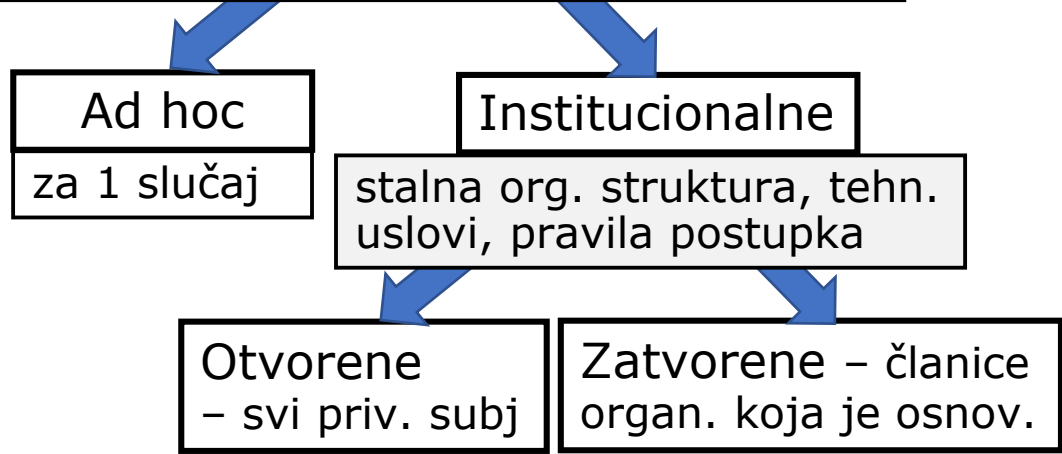 Ad hoc
za 1 slučaj
Institucionalne
stalna org. struktura, tehn.
uslovi, pravila postupka
Otvorene
– svi priv. subj
Zatvorene – članice
organ. koja je osnov.